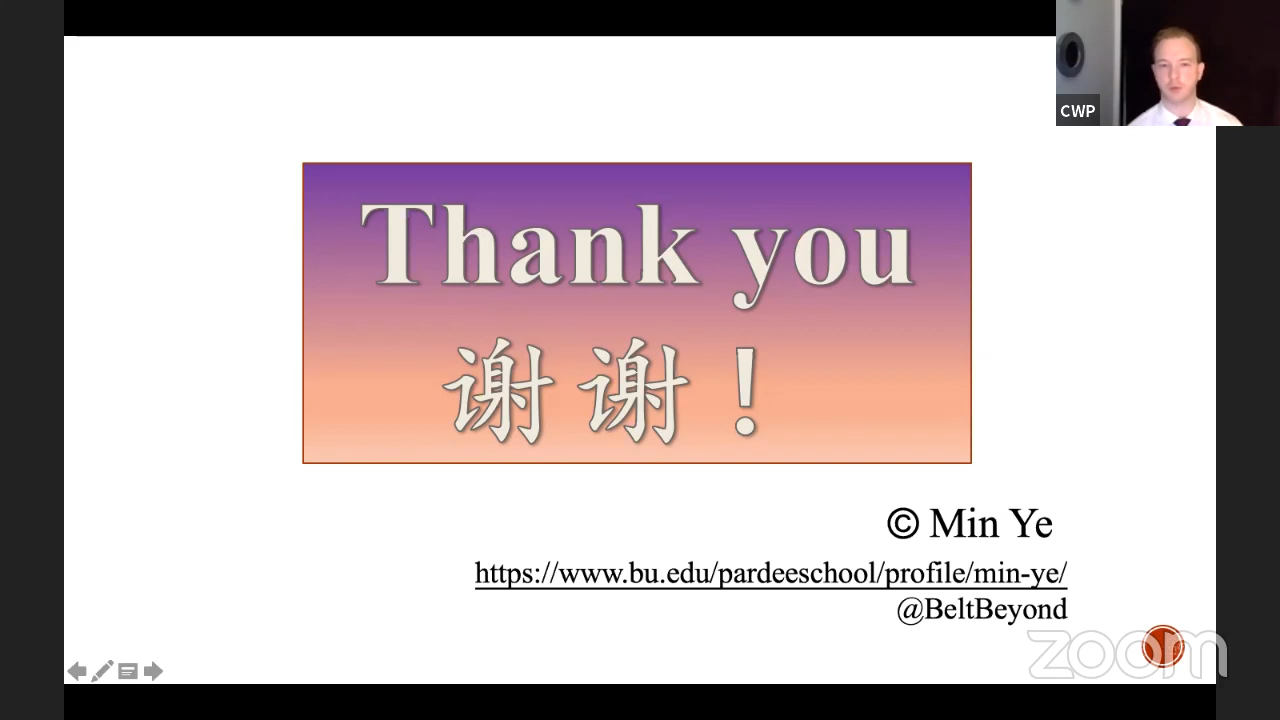 CWP
Thank you
谢谢！
© Min Ye
https://www.bu.edu/pardeeschool/profile/min-ye/
@BeltBeyond
zoom